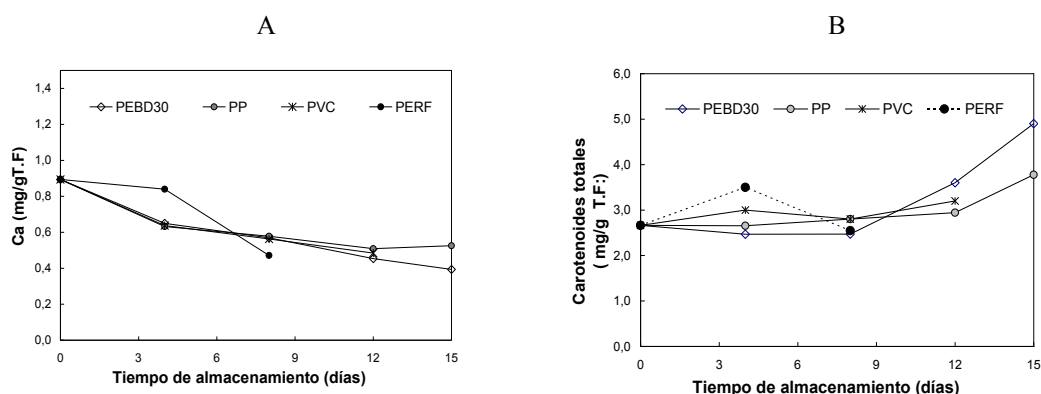 A
1,4
1,2
1,0
0,8
0,6
0,4
0,2
0,0
0 3 6 9 12 15
Ca (mg/gT.F)
Tiempo de almacenamiento (días)
PEBD30 PP PVC PERF
B
6,0
5,0
4,0
3,0
2,0
1,0
0,0
0 3 6 9 12 15
Carotenoides totales
( mg/g T.F:)
Tiempo de almacenamiento (días)
PEBD30 PP PVC PERF